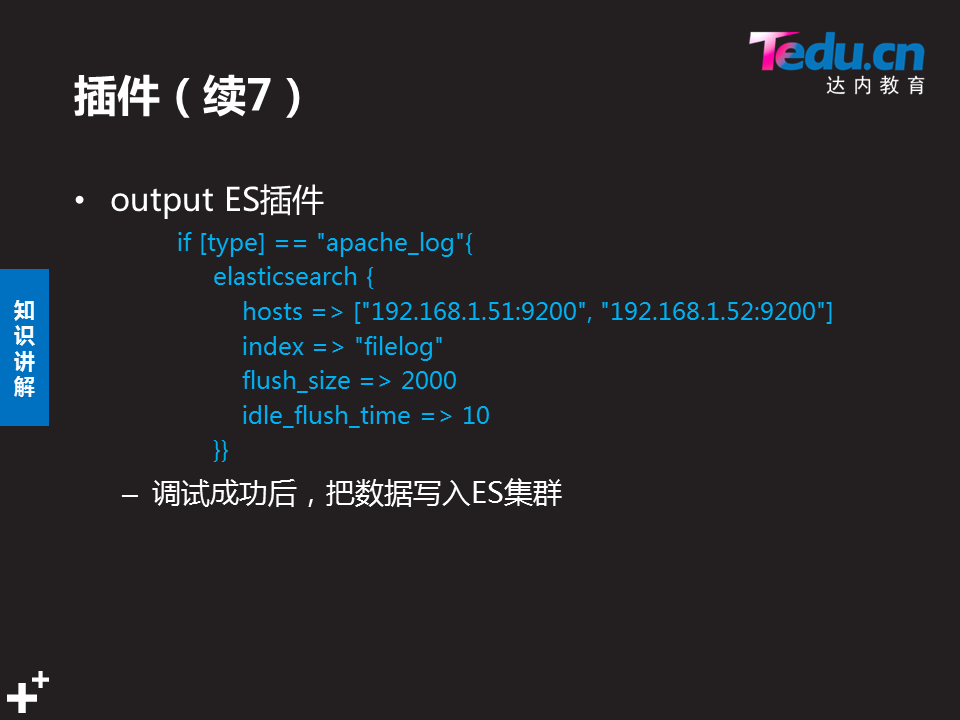 Tedu.cn
达内教育
插件（续7）
• output ES插件
if [type] == "apache_log"{
elasticsearch {
hosts => ["192.168.1.51:9200", "192.168.1.52:9200"]
index => "filelog"
flush_size => 2000
idle_flush_time => 10
}}
– 调试成功后，把数据写入ES集群
知
识
讲
解